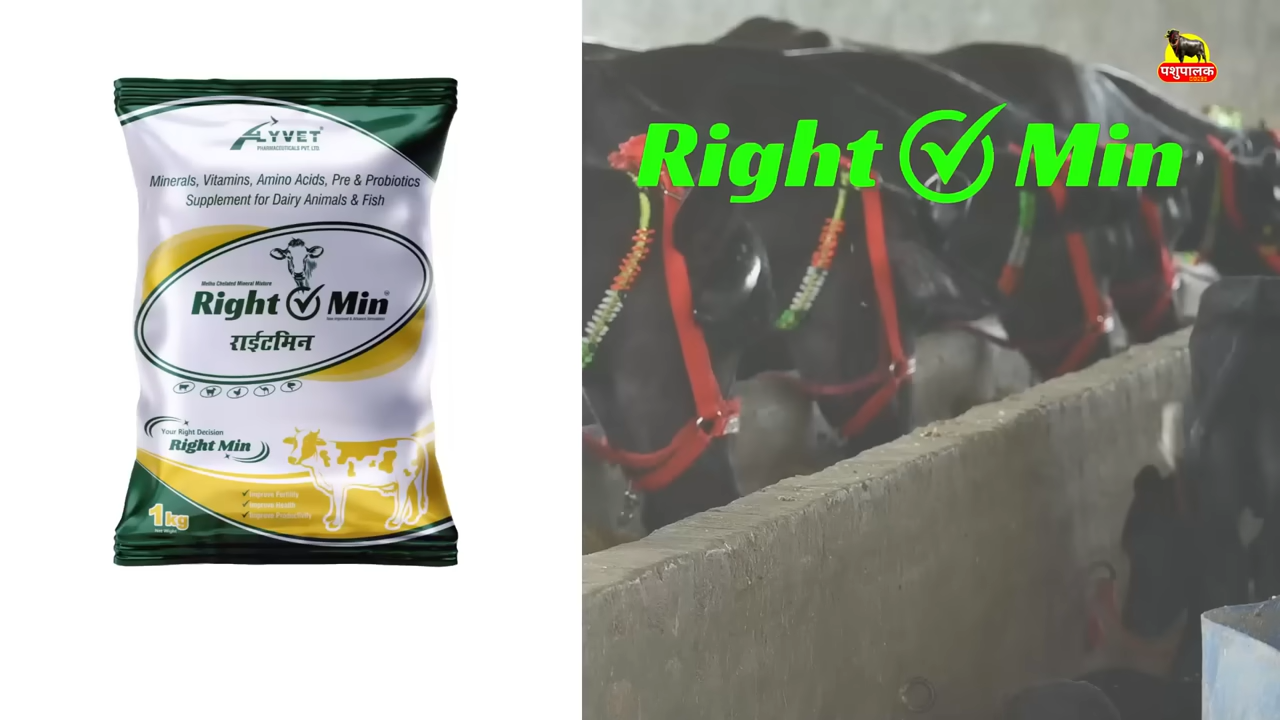 ALYVET
PHARMACEUTICALS PVT. LTD.
Minerals, Vitamins, Amino Acids, Pre & Probiotics
Supplement for Dairy Animals & Fish
Right Min
राईटमिन
Your Right Decision
Right Min
Improve Fertility
Improve Health
Improve Productivity
1kg
Right Min
पशुपालक